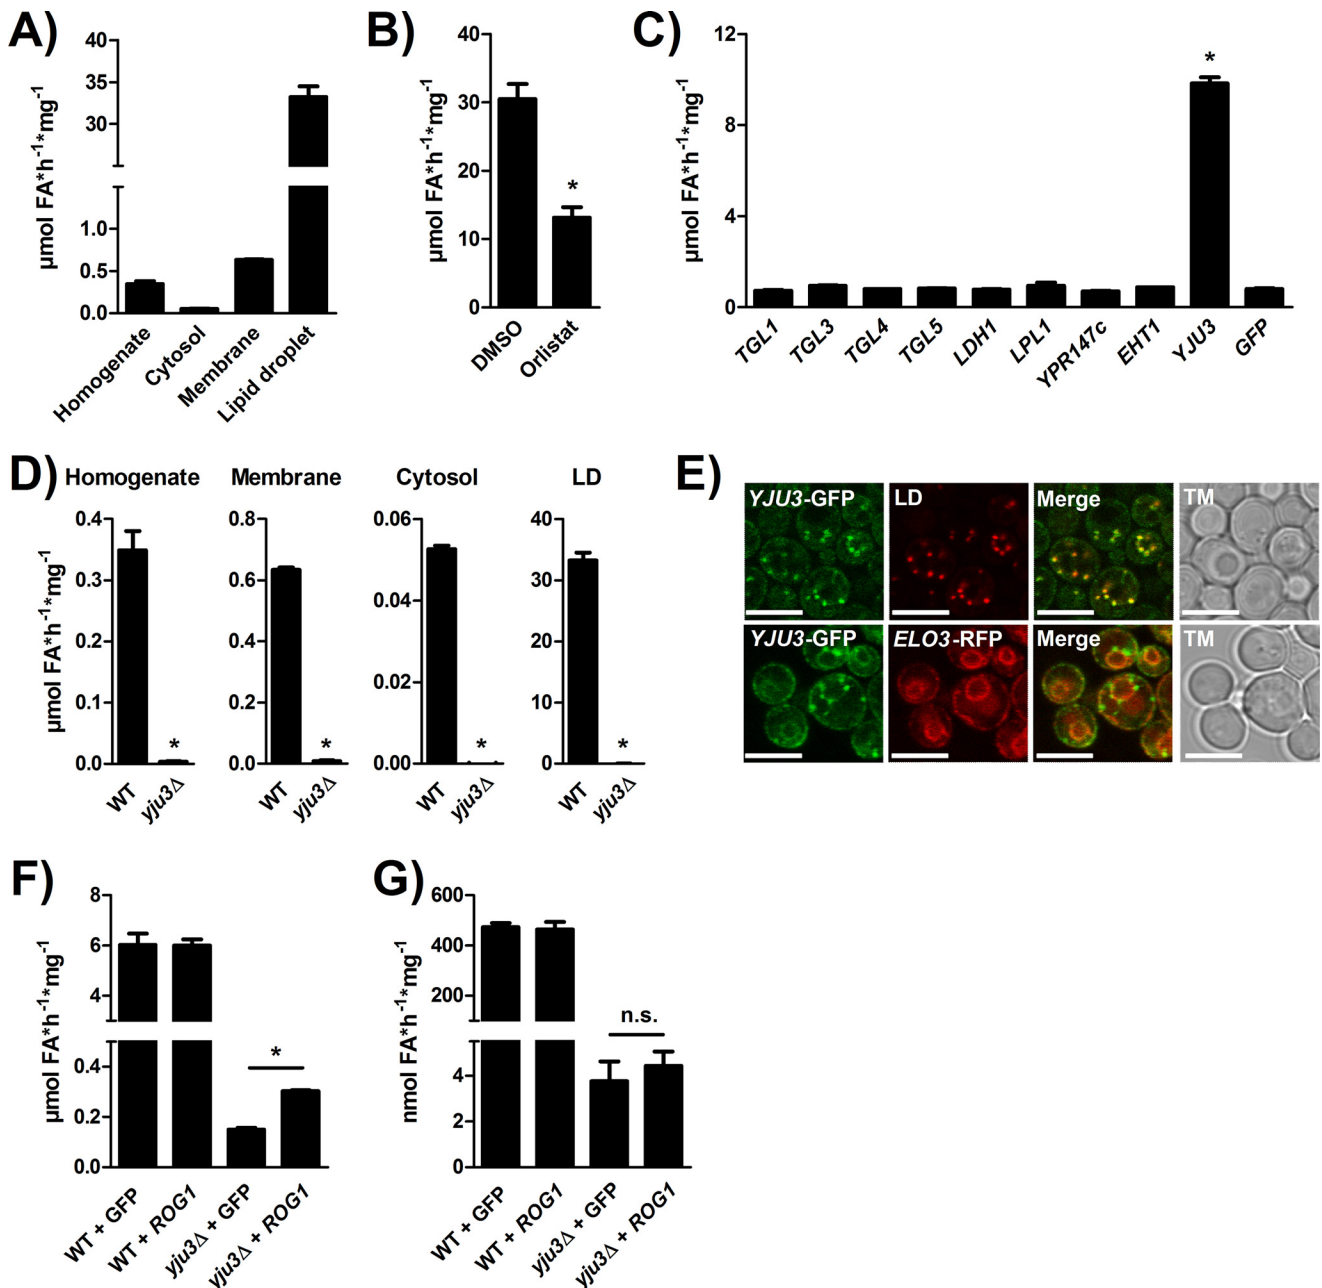 A)
µmol FA*h⁻¹*mg⁻¹
40
35
30
1.0
0.5
0.0
Homogenate
Cytosol
Membrane
Lipid droplet
B)
µmol FA*h⁻¹*mg⁻¹
40
30
20
10
0
*
DMSO
Orlistat
C)
µmol FA*h⁻¹*mg⁻¹
12
8
4
0
*
TGL1
TGL3
TGL4
TGL5
LDH1
LPL1
YPR147c
EHT1
YJU3
GFP
D)
µmol FA*h⁻¹*mg⁻¹
Homogenate
0.4
0.3
0.2
0.1
0.0
*
WT
yju3Δ
Membrane
0.8
0.6
0.4
0.2
0.0
*
WT
yju3Δ
Cytosol
0.06
0.04
0.02
0.00
*
WT
yju3Δ
LD
40
30
20
10
0
*
WT
yju3Δ
E)
YJU3-GFP
LD
Merge
TM
YJU3-GFP
ELO3-RFP
Merge
TM
F)
µmol FA*h⁻¹*mg⁻¹
8
6
4
0.4
0.2
0.0
*
WT + GFP
WT + ROG1
yju3Δ + GFP
yju3Δ + ROG1
G)
nmol FA*h⁻¹*mg⁻¹
600
400
200
4
2
0
n.s.
WT + GFP
WT + ROG1
yju3Δ + GFP
yju3Δ + ROG1